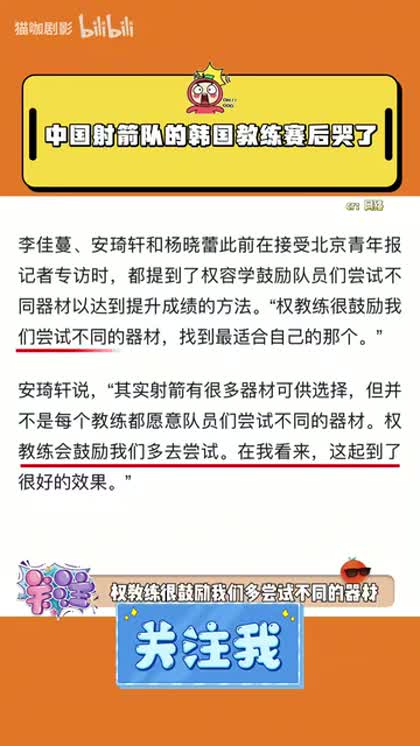 猫咖剧影 bilibili
中国射箭队的韩国教练赛后哭了
cr：网络
李佳蔓、安琦轩和杨晓蕾此前在接受北京青年报
记者专访时，都提到了权容学鼓励队员们尝试不
同器材以达到提升成绩的方法。“权教练很鼓励我
们尝试不同的器材，找到最适合自己的那个。”
安琦轩说，“其实射箭有很多器材可供选择，但并
不是每个教练都愿意队员们尝试不同的器材。权
教练会鼓励我们多去尝试。在我看来，这起到了
很好的效果。”
关注
权教练很鼓励我们多尝试不同的器材
关注我